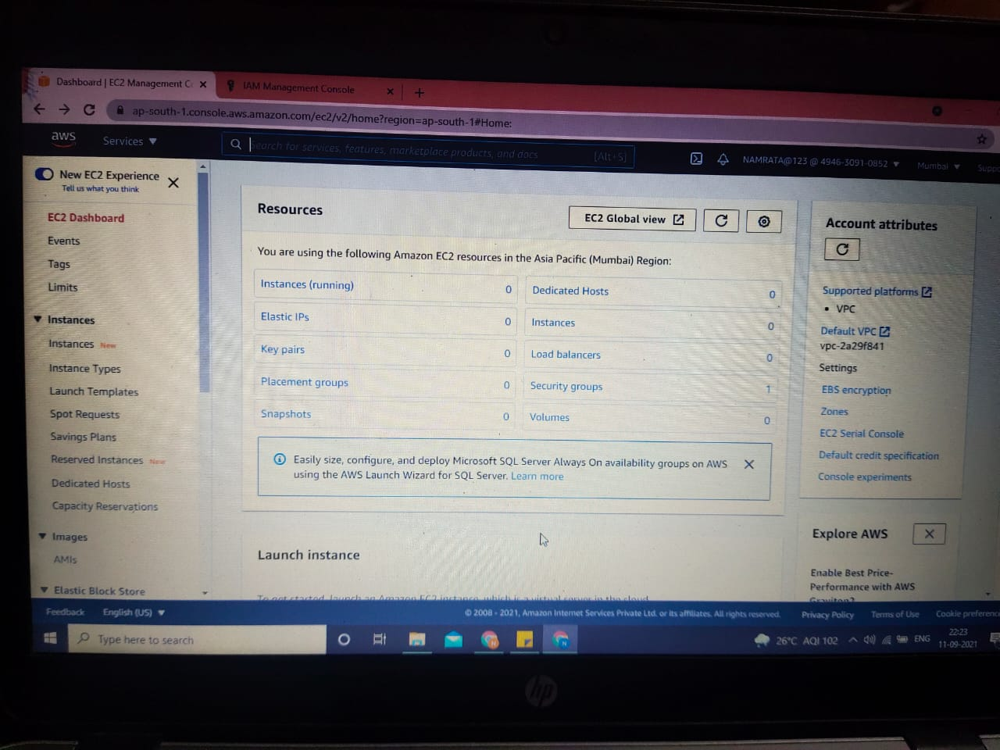 Dashboard | EC2 Management C
IAM Management Console
ap-south-1.console.aws.amazon.com/ec2/v2/home?region=ap-south-1#Home:
aws
Services
Search for services, features, marketplace products, and docs
[Alt+S]
NAMRATA@123 @ 4946-3091-0852
Mumbai
Suppo
New EC2 Experience
Tell us what you think
EC2 Dashboard
Events
Tags
Limits
Instances
Instances New
Instance Types
Launch Templates
Spot Requests
Savings Plans
Reserved Instances New
Dedicated Hosts
Capacity Reservations
Images
AMIs
Elastic Block Store
Resources
EC2 Global view
You are using the following Amazon EC2 resources in the Asia Pacific (Mumbai) Region:
Instances (running) 0
Dedicated Hosts 0
Elastic IPs 0
Instances 0
Key pairs 0
Load balancers 0
Placement groups 0
Security groups 1
Snapshots 0
Volumes 0
Easily size, configure, and deploy Microsoft SQL Server Always On availability groups on AWS
using the AWS Launch Wizard for SQL Server. Learn more
Launch instance
To get started, launch an Amazon EC2 instance, which is a virtual server in the cloud.
Account attributes
Supported platforms
• VPC
Default VPC
vpc-2a29f841
Settings
EBS encryption
Zones
EC2 Serial Console
Default credit specification
Console experiments
Explore AWS
Enable Best Price-
Performance with AWS
Graviton2
Feedback
English (US)
© 2008 - 2021, Amazon Internet Services Private Ltd. or its affiliates. All rights reserved.
Privacy Policy
Terms of Use
Cookie preferenc
Type here to search
26°C AQI 102
ENG
22:23
11-09-2021
hp